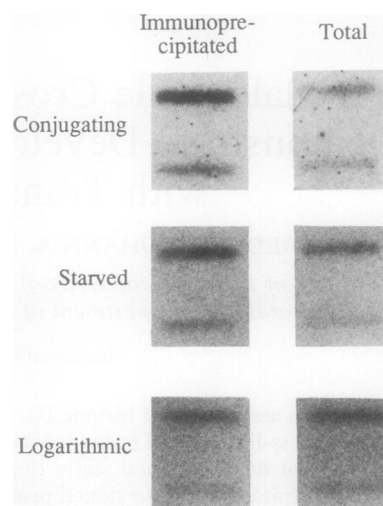 Immunopre-
cipitated
Total
Conjugating
Starved
Logarithmic